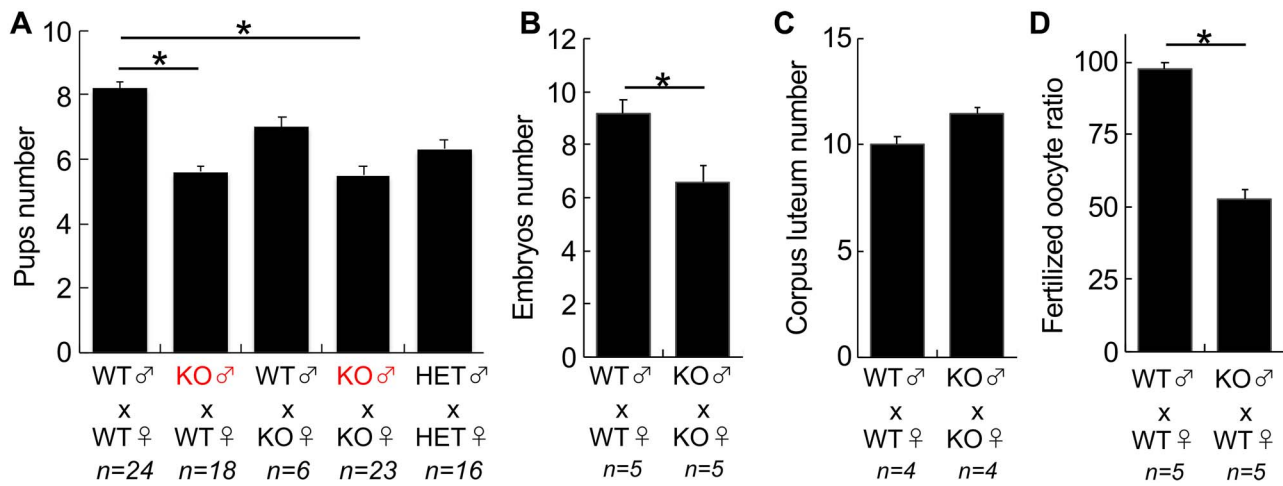 A
Pups number
10
8
6
4
2
0
* *
WT♂ KO♂ WT♂ KO♂ HET♂
x x x x x
WT♀ WT♀ KO♀ KO♀ HET♀
n=24 n=18 n=6 n=23 n=16
B
Embryos number
12
10
8
6
4
2
0
*
WT♂ KO♂
x x
WT♀ KO♀
n=5 n=5
C
Corpus luteum number
15
10
5
0
WT♂ KO♂
x x
WT♀ KO♀
n=4 n=4
D
Fertilized oocyte ratio
100
75
50
25
0
*
WT♂ KO♂
x x
WT♀ WT♀
n=5 n=5